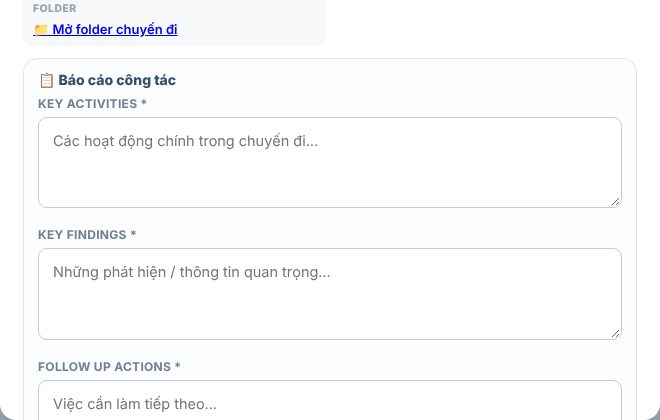 FOLDER
📁 Mở folder chuyến đi
📋 Báo cáo công tác
KEY ACTIVITIES *
Các hoạt động chính trong chuyến đi...
KEY FINDINGS *
Những phát hiện / thông tin quan trọng...
FOLLOW UP ACTIONS *
Việc cần làm tiếp theo...